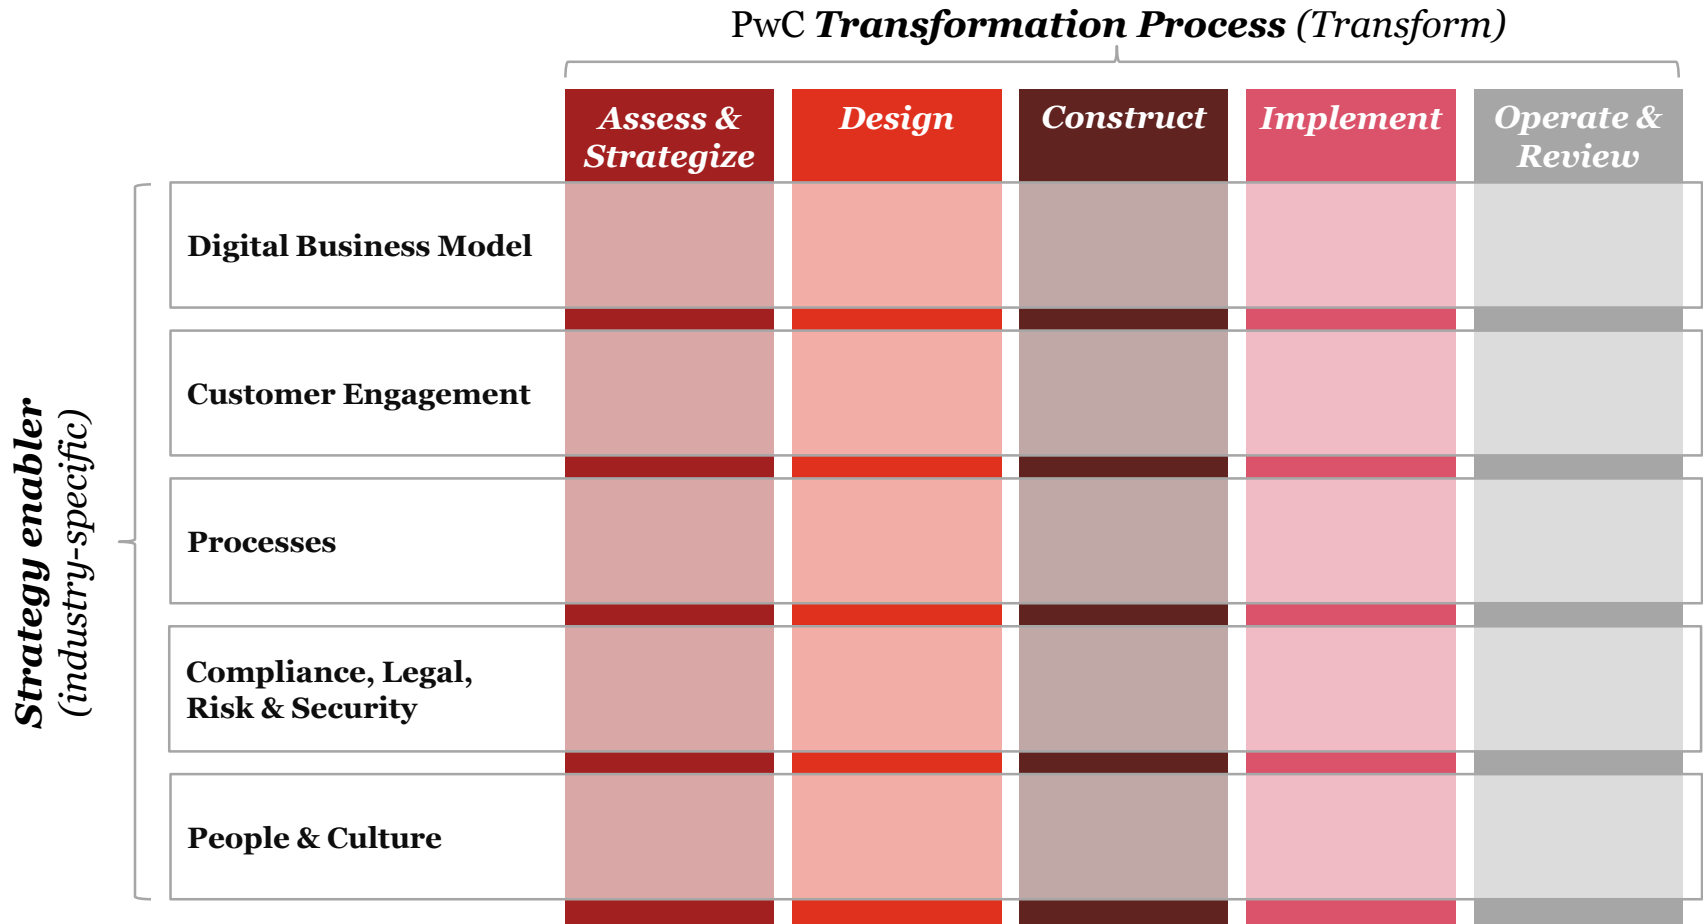 PwC Transformation Process (Transform)
Assess &
Strategize
Design
Construct
Implement
Operate &
Review
Strategy enabler
(industry-specific)
Digital Business Model
Customer Engagement
Processes
Compliance, Legal,
Risk & Security
People & Culture